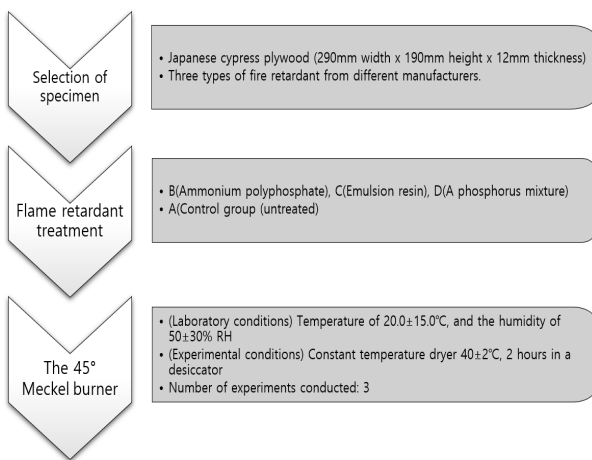 Selection of
specimen
• Japanese cypress plywood (290mm width x 190mm height x 12mm thickness)
• Three types of fire retardant from different manufacturers.
Flame retardant
treatment
• B(Ammonium polyphosphate), C(Emulsion resin), D(A phosphorus mixture)
• A(Control group (untreated)
The 45°
Meckel burner
• (Laboratory conditions) Temperature of 20.0±15.0℃, and the humidity of
50±30% RH
• (Experimental conditions) Constant temperature dryer 40±2℃, 2 hours in a
desiccator
• Number of experiments conducted: 3